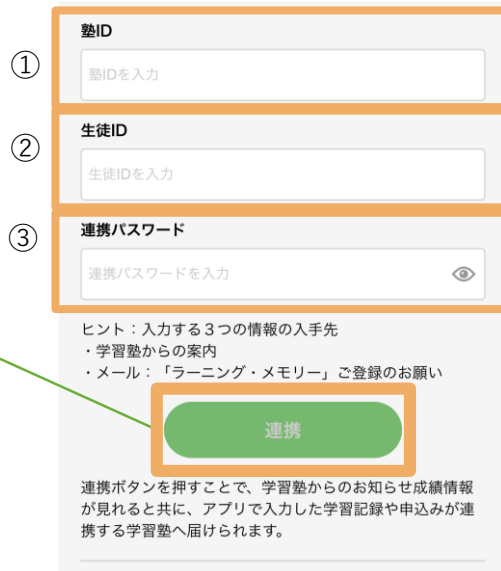 塾ID
① 塾IDを入力
生徒ID
② 生徒IDを入力
③ 連携パスワード
連携パスワードを入力
ヒント：入力する３つの情報の入手先
・学習塾からの案内
・メール：「ラーニング・メモリー」ご登録のお願い
連携
連携ボタンを押すことで、学習塾からのお知らせ成績情報
が見れると共に、アプリで入力した学習記録や申込みが連
携する学習塾へ届けられます。